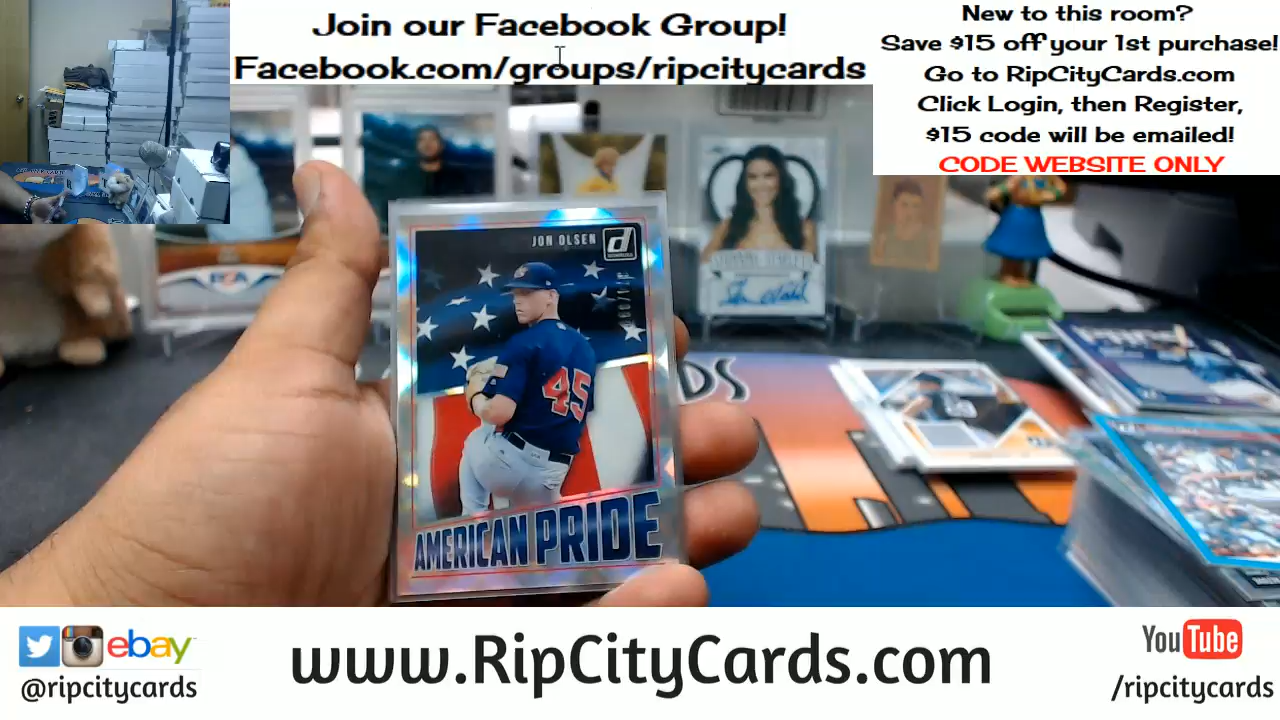 Join our Facebook Group!
Facebook.com/groups/ripcitycards
New to this room?
Save $15 off your 1st purchase!
Go to RipCityCards.com
Click Login, then Register,
$15 code will be emailed!
CODE WEBSITE ONLY
JON OLSEN
d
45
AMERICAN PRIDE
DS
ebay
@ripcitycards
www.RipCityCards.com
YouTube
/ripcitycards